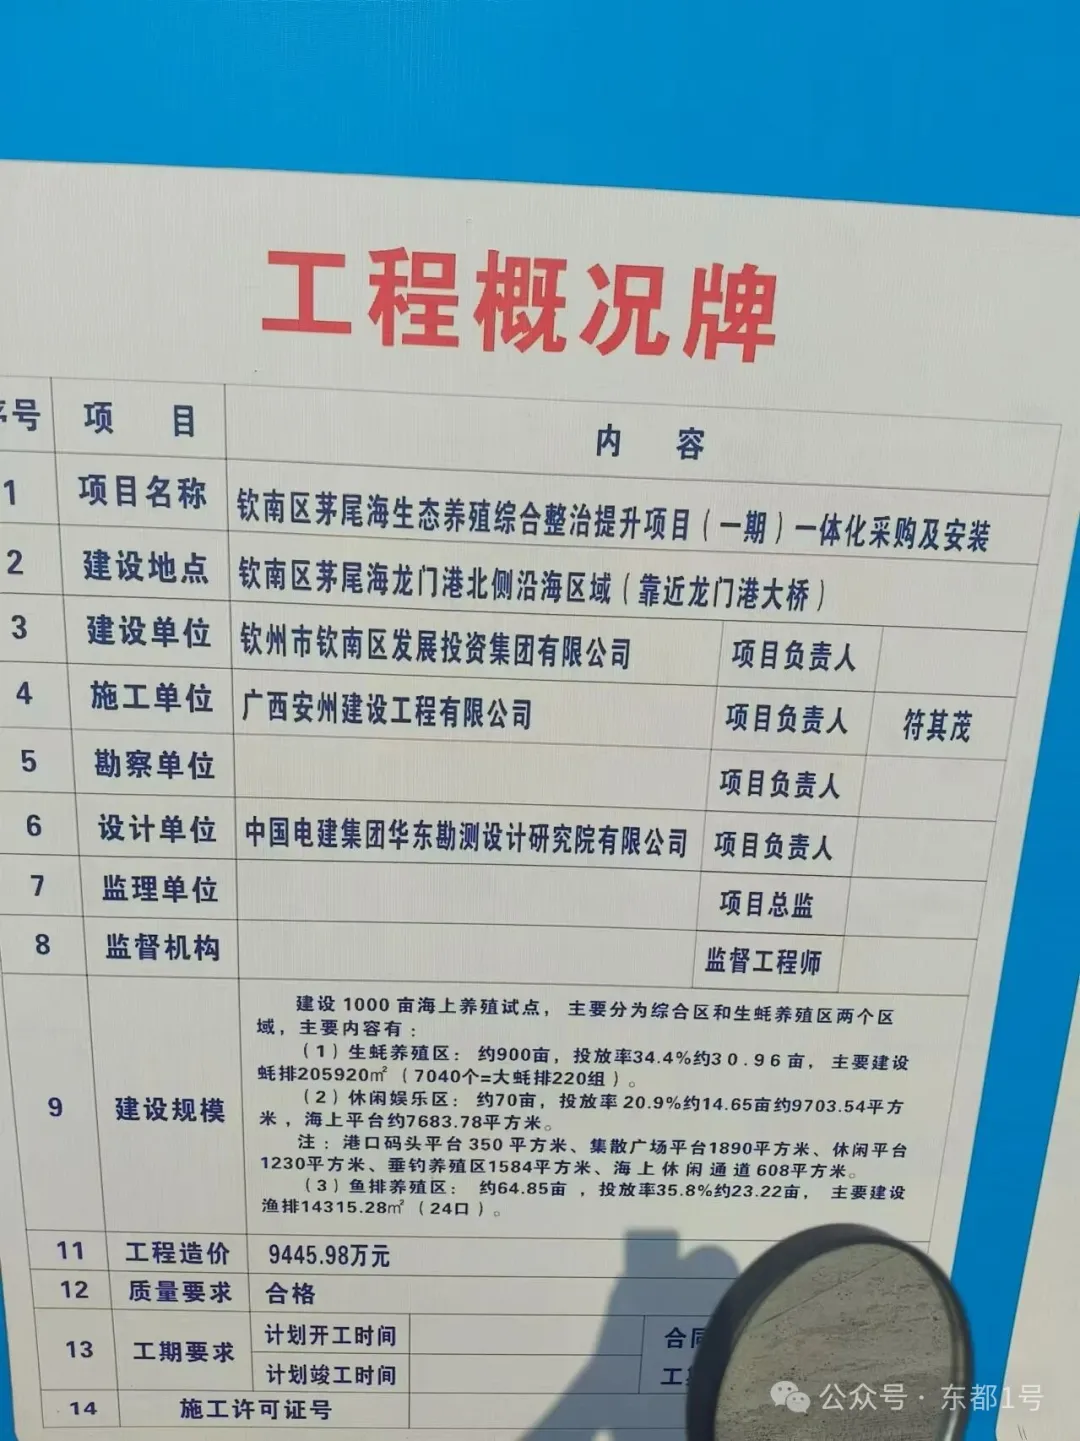 工程概况牌
序号 项目 内容
1 项目名称 钦南区茅尾海生态养殖综合整治提升项目（一期）一体化采购及安装
2 建设地点 钦南区茅尾海龙门港北侧沿海区域（靠近龙门港大桥）
3 建设单位 钦州市钦南区发展投资集团有限公司 项目负责人
4 施工单位 广西安州建设工程有限公司 项目负责人 符其茂
5 勘察单位 项目负责人
6 设计单位 中国电建集团华东勘测设计研究院有限公司 项目负责人
7 监理单位 项目总监
8 监督机构 监督工程师
9 建设规模
建设1000亩海上养殖试点，主要分为综合区和生蚝养殖区两个区
域，主要内容有：
（1）生蚝养殖区：约900亩，投放率34.4%约30.96亩，主要建设
蚝排205920㎡（7040个=大蚝排220组）。
（2）休闲娱乐区：约70亩，投放率20.9%约14.65亩约9703.54平方
米，海上平台约7683.78平方米。
注：港口码头平台350平方米、集散广场平台1890平方米、休闲平台
1230平方米、垂钓养殖区1584平方米、海上休闲通道608平方米。
（3）鱼排养殖区：约64.85亩，投放率35.8%约23.22亩，主要建设
渔排14315.28㎡（24口）。
11 工程造价 9445.98万元
12 质量要求 合格
13 工期要求 计划开工时间 合同
计划竣工时间 工
14 施工许可证号
公众号·东都1号